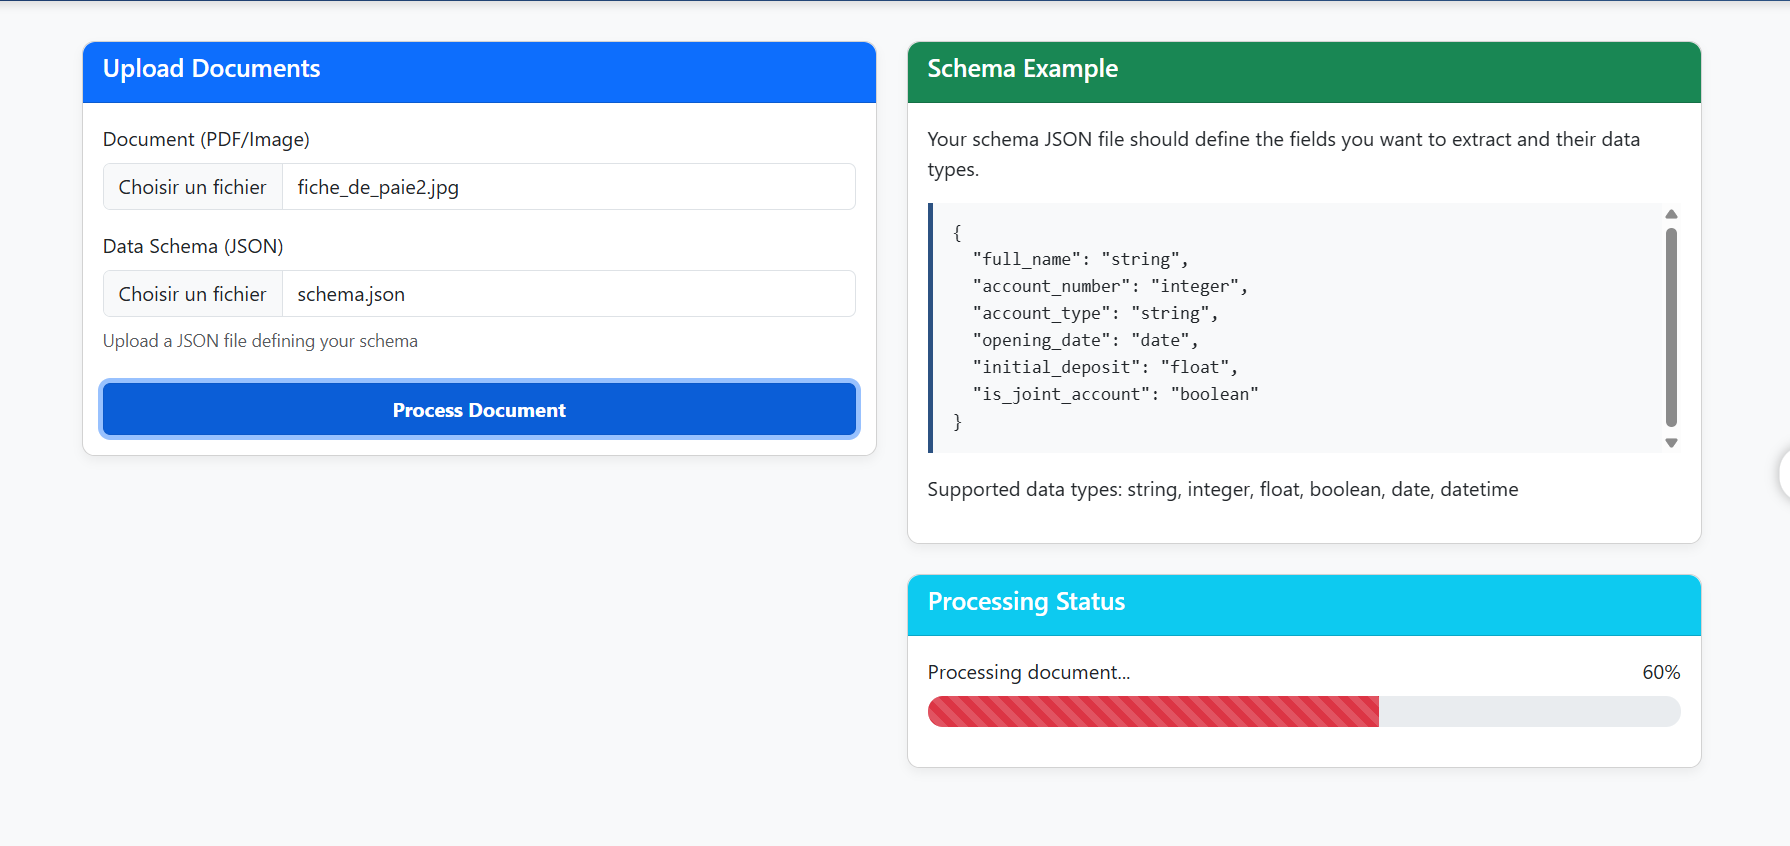 Upload Documents
Document (PDF/Image)
Choisir un fichier fiche_de_paie2.jpg
Data Schema (JSON)
Choisir un fichier schema.json
Upload a JSON file defining your schema
Process Document
Schema Example
Your schema JSON file should define the fields you want to extract and their data
types.
{
  "full_name": "string",
  "account_number": "integer",
  "account_type": "string",
  "opening_date": "date",
  "initial_deposit": "float",
  "is_joint_account": "boolean"
}
Supported data types: string, integer, float, boolean, date, datetime
Processing Status
Processing document... 60%